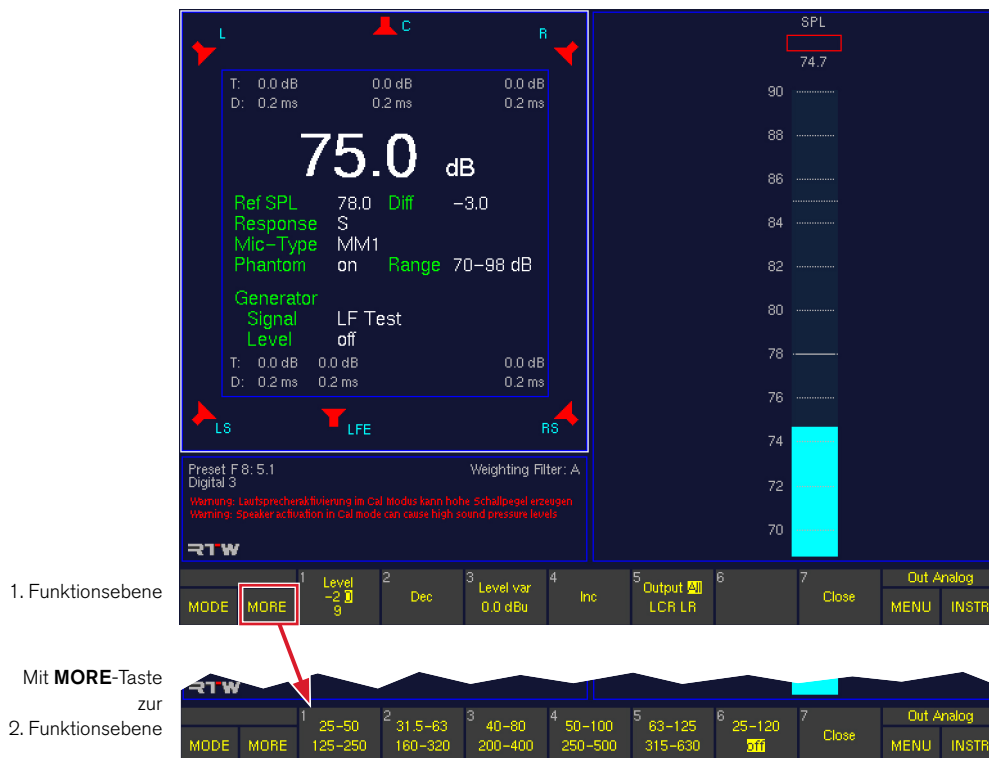 L C R
T: 0.0 dB 0.0 dB 0.0 dB
D: 0.2 ms 0.2 ms 0.2 ms
75.0 dB
Ref SPL 78.0 Diff −3.0
Response S
Mic−Type MM1
Phantom on Range 70−98 dB
Generator
Signal LF Test
Level off
T: 0.0 dB 0.0 dB 0.0 dB
D: 0.2 ms 0.2 ms 0.2 ms
LS LFE RS
Preset F 8: 5.1 Weighting Filter: A
Digital 3
Warnung: Lautsprecheraktivierung im Cal Modus kann hohe Schallpegel erzeugen
Warning: Speaker activation in Cal mode can cause high sound pressure levels
RTW
SPL
74.7
90
88
86
84
82
80
78
76
74
72
70
1. Funktionsebene
MODE MORE
1 Level
−2 0
9
2 Dec
3 Level var
0.0 dBu
4 Inc
5 Output All
LCR LR
6
7 Close
Out Analog
MENU INSTR
Mit MORE-Taste
zur
2. Funktionsebene
RTW
MODE MORE
1 25−50
125−250
2 31.5−63
160−320
3 40−80
200−400
4 50−100
250−500
5 63−125
315−630
6 25−120
off
7 Close
Out Analog
MENU INSTR